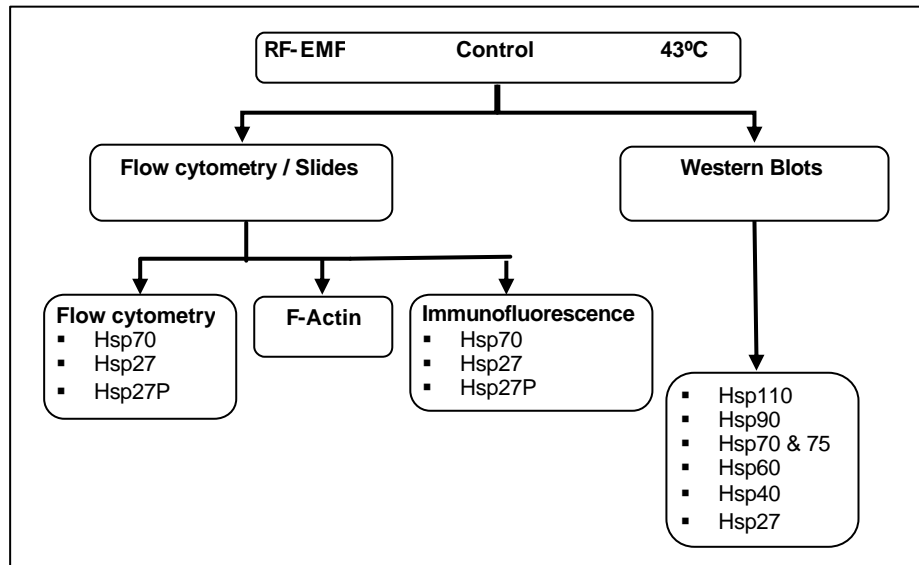 RF-EMF Control 43ºC
Flow cytometry / Slides
Western Blots
Flow cytometry
▪ Hsp70
▪ Hsp27
▪ Hsp27P
F-Actin
Immunofluorescence
▪ Hsp70
▪ Hsp27
▪ Hsp27P
▪ Hsp110
▪ Hsp90
▪ Hsp70 & 75
▪ Hsp60
▪ Hsp40
▪ Hsp27